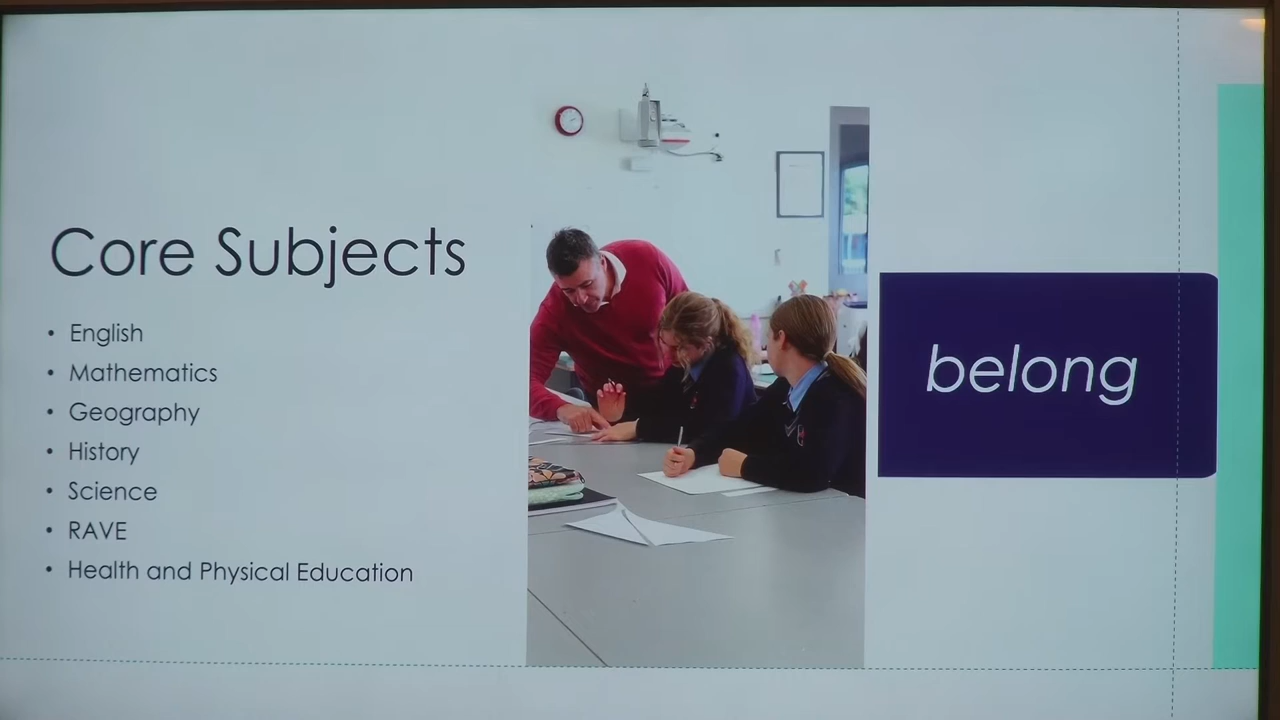 Core Subjects
• English
• Mathematics
• Geography
• History
• Science
• RAVE
• Health and Physical Education
belong